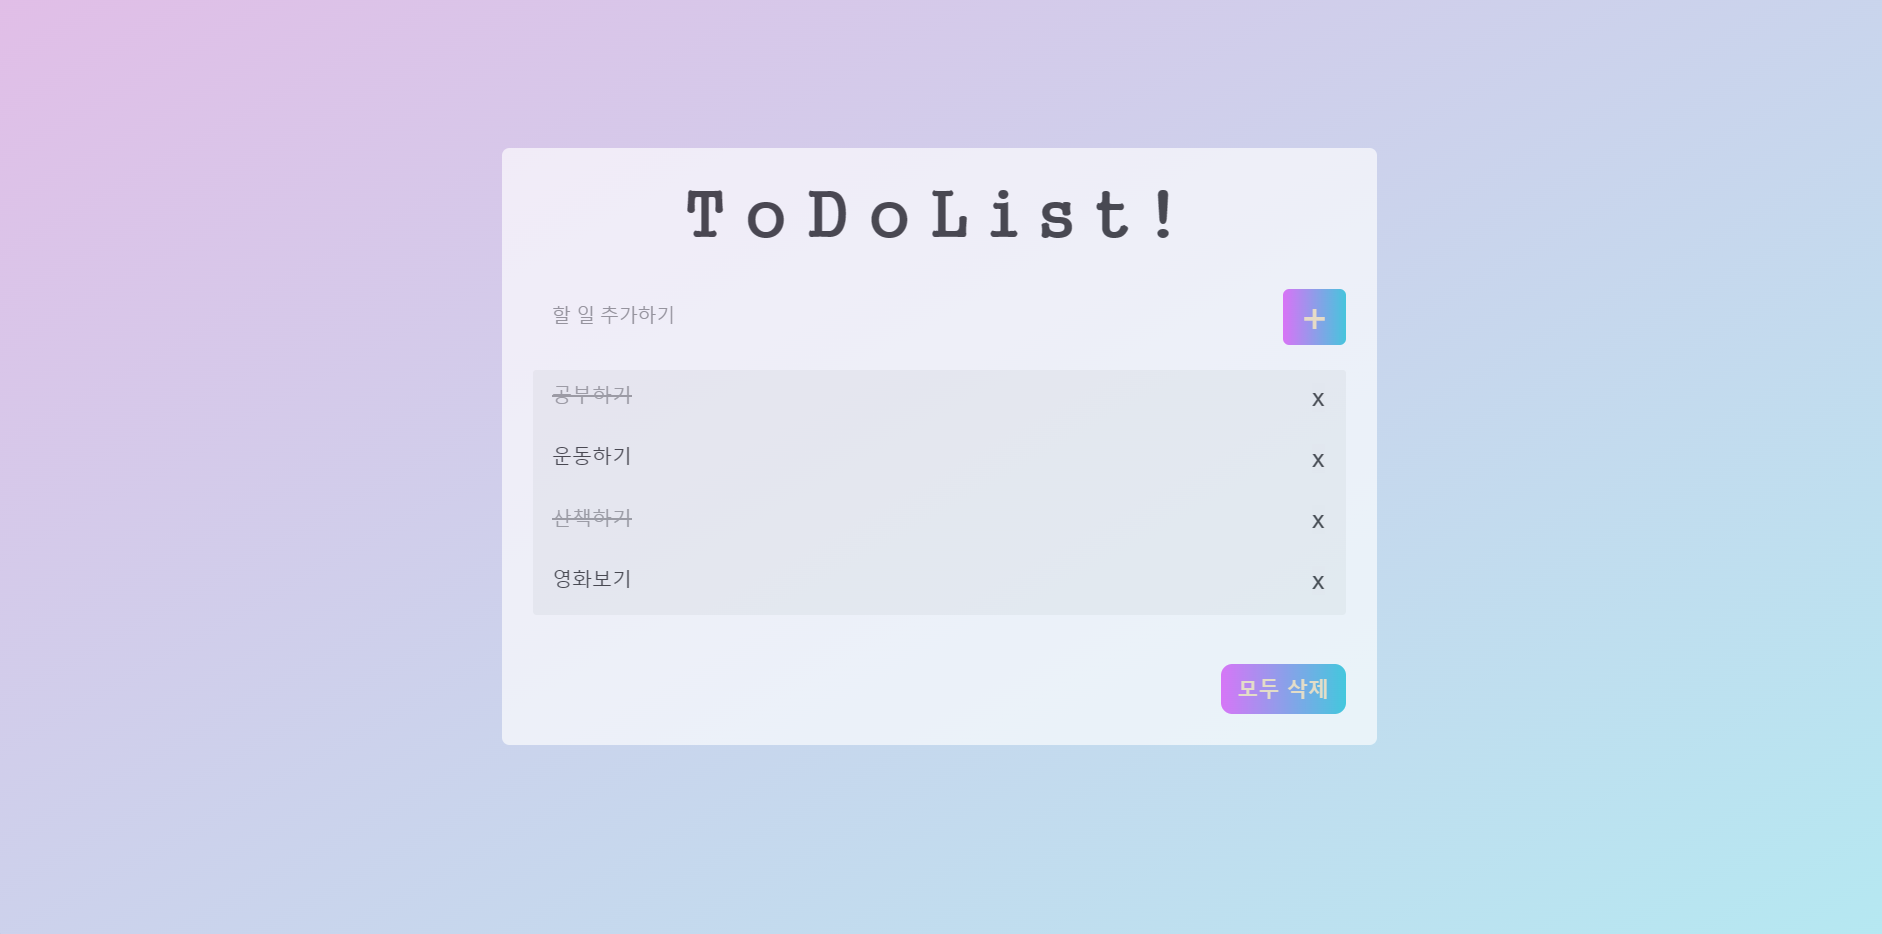 ToDoList!
할 일 추가하기
+
공부하기
x
운동하기
x
산책하기
x
영화보기
x
모두 삭제